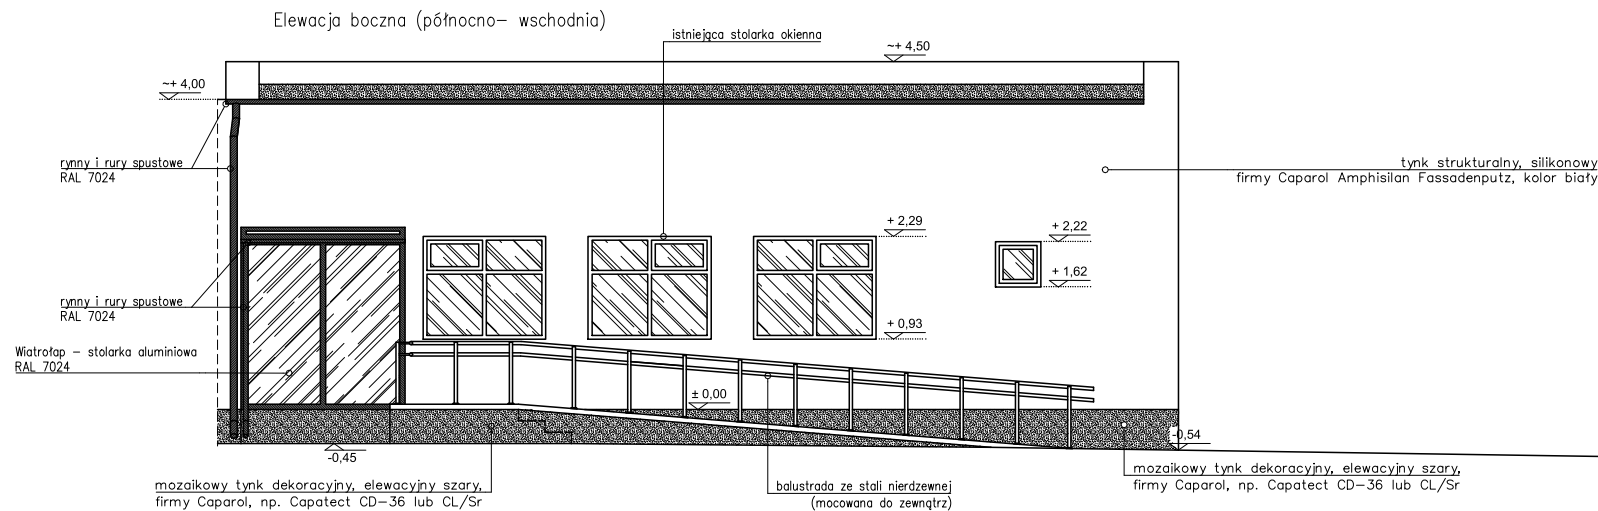 Elewacja boczna (północno– wschodnia)
istniejąca stolarka okienna
~+ 4,50
~+ 4,00
rynny i rury spustowe
RAL 7024
tynk strukturalny, silikonowy
firmy Caparol Amphisilan Fassadenputz, kolor biały
+ 2,29
+ 2,22
+ 1,62
rynny i rury spustowe
RAL 7024
+ 0,93
Wiatrołap – stolarka aluminiowa
RAL 7024
± 0,00
-0,54
-0,45
mozaikowy tynk dekoracyjny, elewacyjny szary,
firmy Caparol, np. Capatect CD–36 lub CL/Sr
balustrada ze stali nierdzewnej
(mocowana do zewnątrz)
mozaikowy tynk dekoracyjny, elewacyjny szary,
firmy Caparol, np. Capatect CD–36 lub CL/Sr